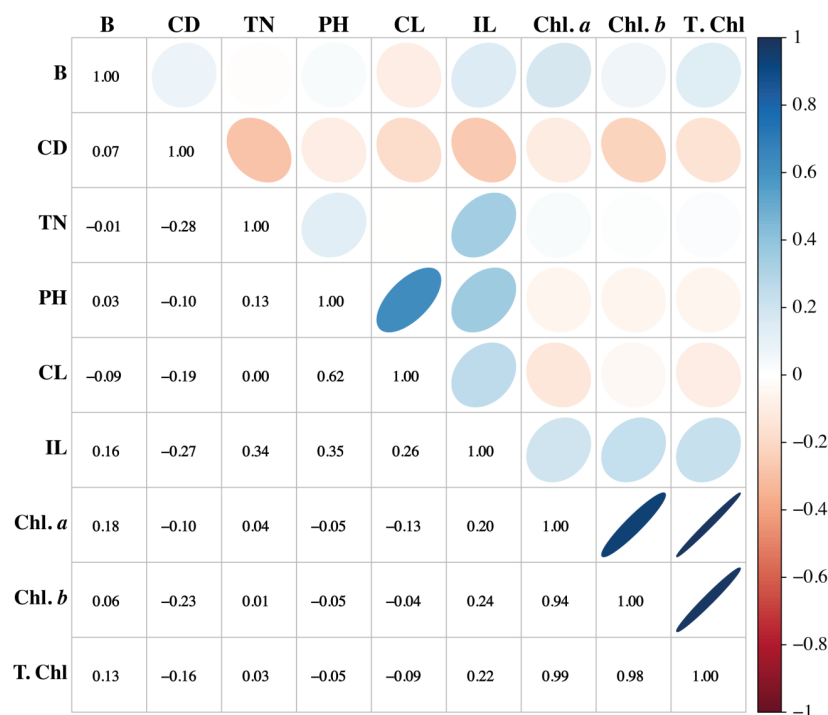 B CD TN PH CL IL Chl. a Chl. b T. Chl
B 1.00
CD 0.07 1.00
TN −0.01 −0.28 1.00
PH 0.03 −0.10 0.13 1.00
CL −0.09 −0.19 0.00 0.62 1.00
IL 0.16 −0.27 0.34 0.35 0.26 1.00
Chl. a 0.18 −0.10 0.04 −0.05 −0.13 0.20 1.00
Chl. b 0.06 −0.23 0.01 −0.05 −0.04 0.24 0.94 1.00
T. Chl 0.13 −0.16 0.03 −0.05 −0.09 0.22 0.99 0.98 1.00
1
0.8
0.6
0.4
0.2
0
−0.2
−0.4
−0.6
−0.8
−1